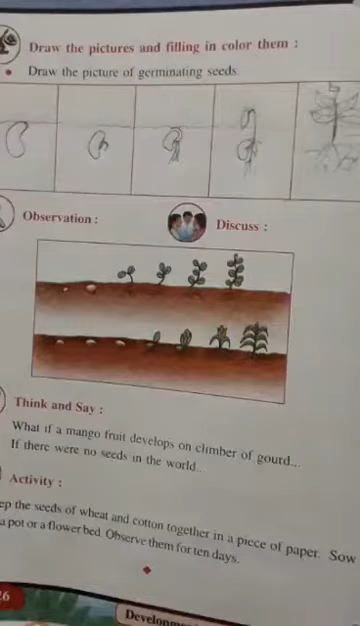 Draw the pictures and filling in color them :
• Draw the picture of germinating seeds.
Observation :
Discuss :
Think and Say :
What if a mango fruit develops on climber of gourd...
If there were no seeds in the world...
Activity :
ep the seeds of wheat and cotton together in a piece of paper. Sow
a pot or a flower bed. Observe them for ten days.
26
Developm